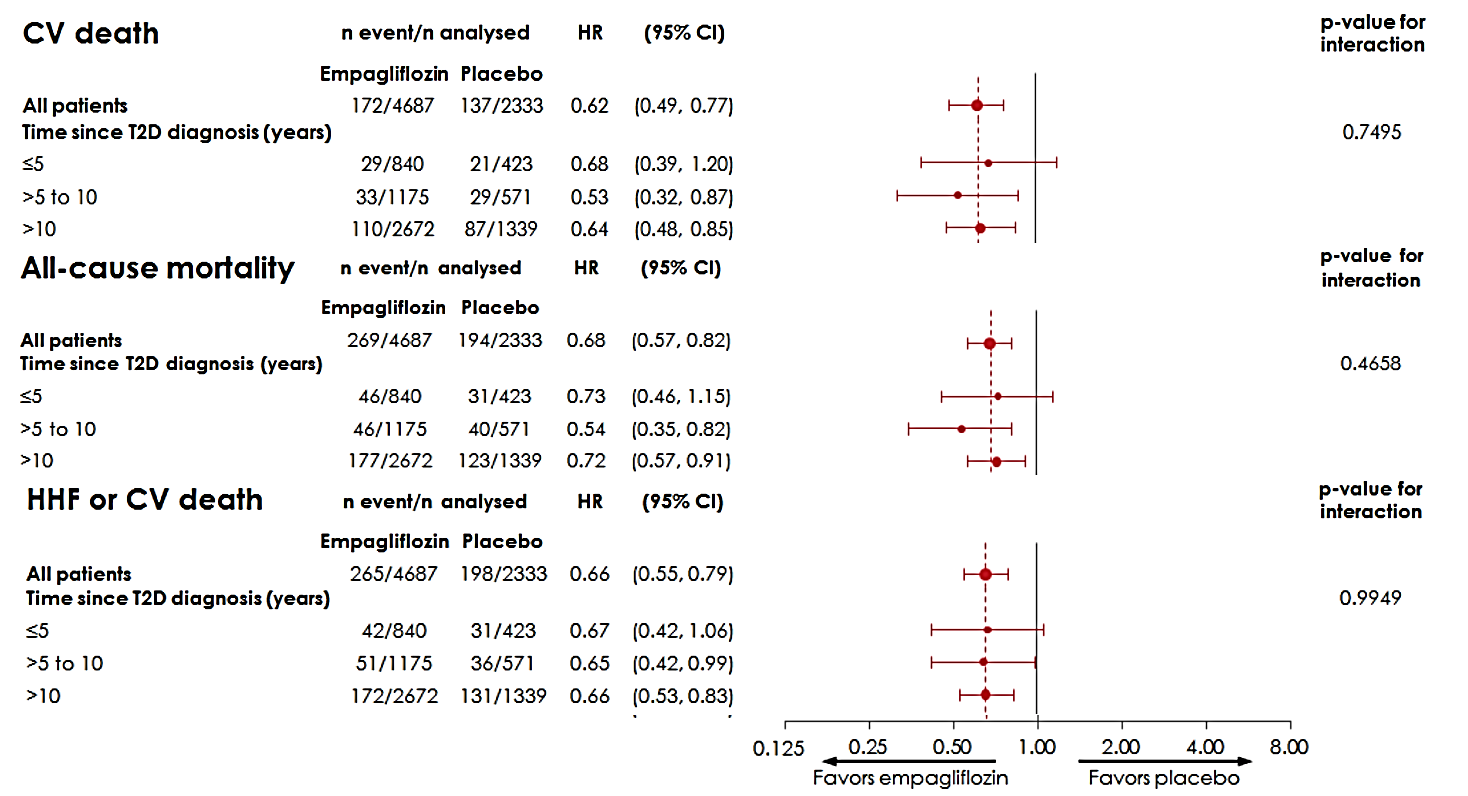 CV death n event/n analysed HR (95% CI) p-value for interaction
Empagliflozin Placebo
All patients 172/4687 137/2333 0.62 (0.49, 0.77)
Time since T2D diagnosis (years) 0.7495
≤5 29/840 21/423 0.68 (0.39, 1.20)
>5 to 10 33/1175 29/571 0.53 (0.32, 0.87)
>10 110/2672 87/1339 0.64 (0.48, 0.85)
All-cause mortality n event/n analysed HR (95% CI) p-value for interaction
Empagliflozin Placebo
All patients 269/4687 194/2333 0.68 (0.57, 0.82)
Time since T2D diagnosis (years) 0.4658
≤5 46/840 31/423 0.73 (0.46, 1.15)
>5 to 10 46/1175 40/571 0.54 (0.35, 0.82)
>10 177/2672 123/1339 0.72 (0.57, 0.91)
HHF or CV death n event/n analysed HR (95% CI) p-value for interaction
Empagliflozin Placebo
All patients 265/4687 198/2333 0.66 (0.55, 0.79)
Time since T2D diagnosis (years) 0.9949
≤5 42/840 31/423 0.67 (0.42, 1.06)
>5 to 10 51/1175 36/571 0.65 (0.42, 0.99)
>10 172/2672 131/1339 0.66 (0.53, 0.83)
0.125 0.25 0.50 1.00 2.00 4.00 8.00
Favors empagliflozin Favors placebo